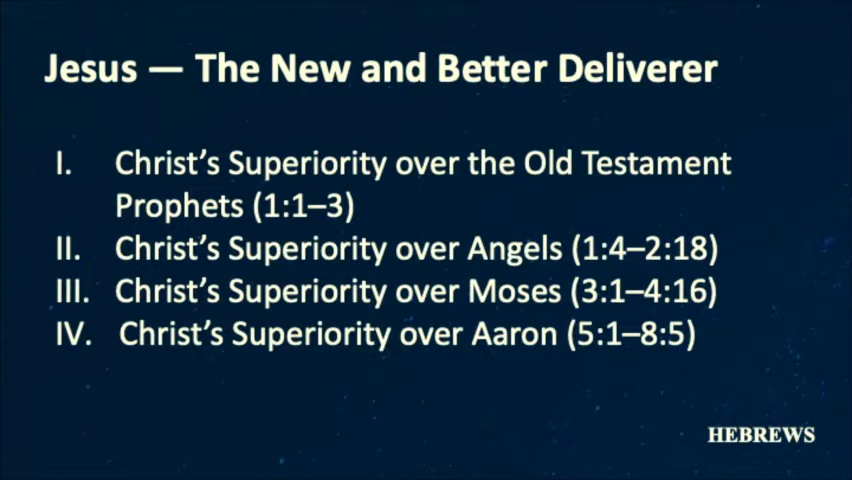 Jesus — The New and Better Deliverer
I. Christ’s Superiority over the Old Testament
Prophets (1:1–3)
II. Christ’s Superiority over Angels (1:4–2:18)
III. Christ’s Superiority over Moses (3:1–4:16)
IV. Christ’s Superiority over Aaron (5:1–8:5)
HEBREWS